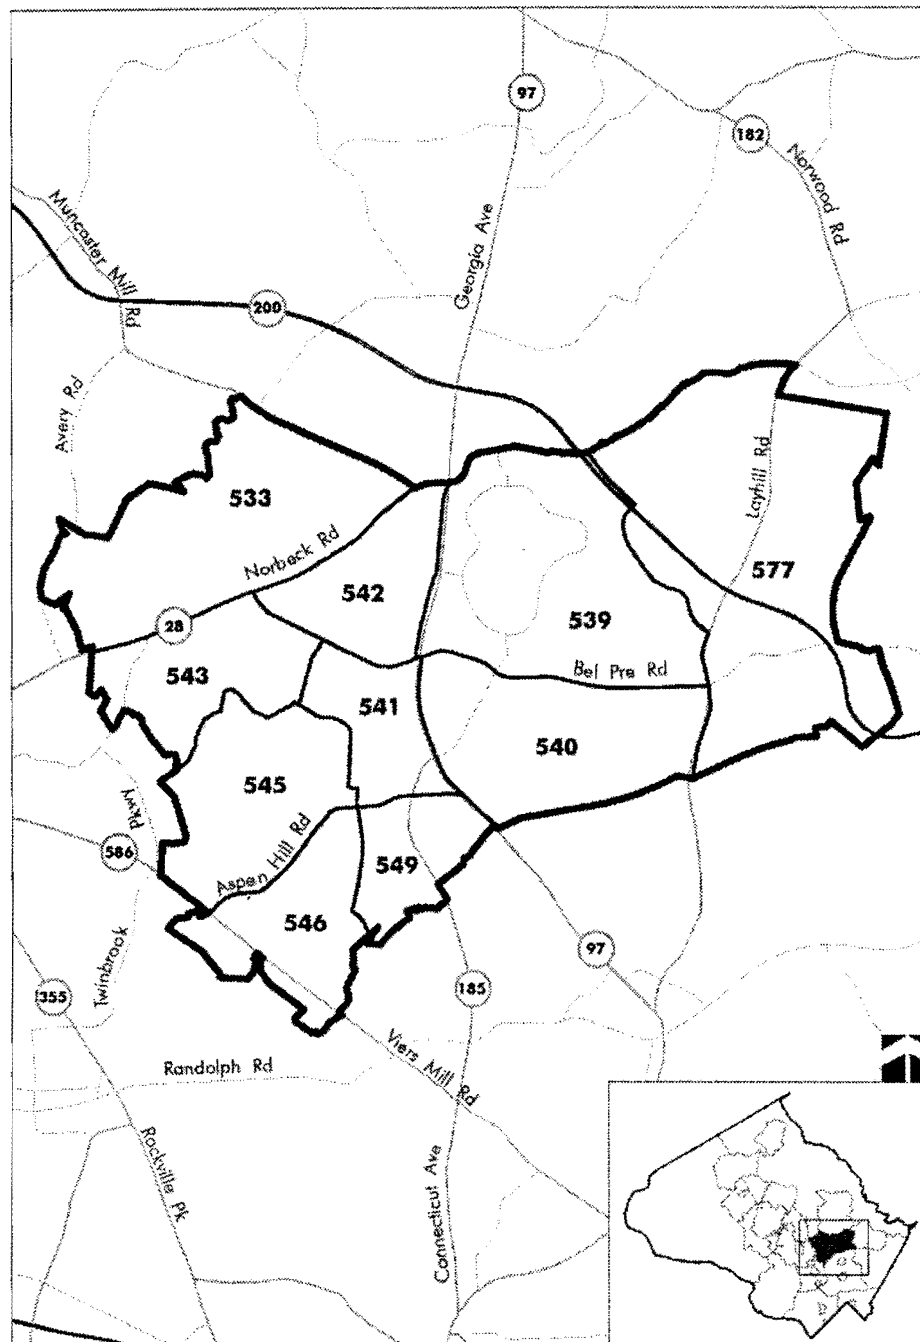 97
182
Norwood Rd
Muncaster Mill Rd
Georgia Ave
200
Avery Rd
Layhill Rd
533
Norbeck Rd
542
577
539
28
Bel Pre Rd
543
541
540
545
Pkwy
586
Aspen Hill Rd
549
546
97
Twinbrook
355
185
Viers Mill Rd
Randolph Rd
Rockville Pk
Connecticut Ave